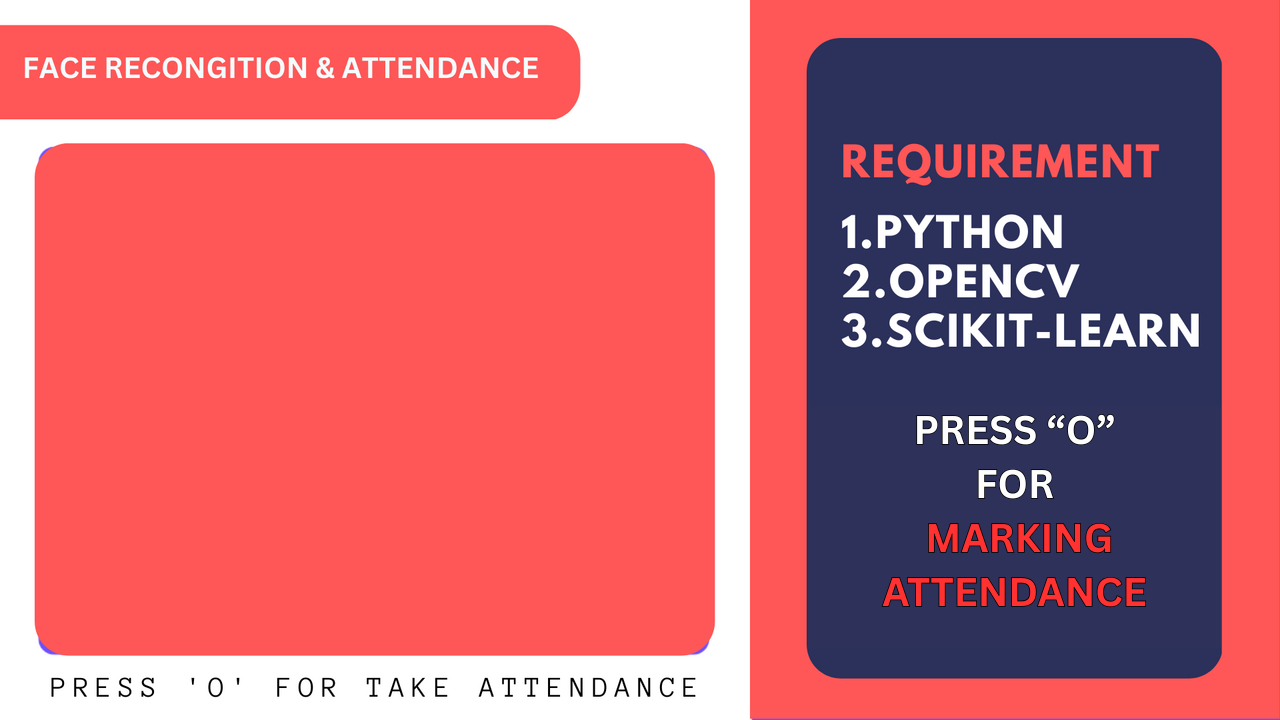 FACE RECONGITION & ATTENDANCE
PRESS 'O' FOR TAKE ATTENDANCE
REQUIREMENT
1.PYTHON
2.OPENCV
3.SCIKIT-LEARN
PRESS “O”
FOR
MARKING
ATTENDANCE